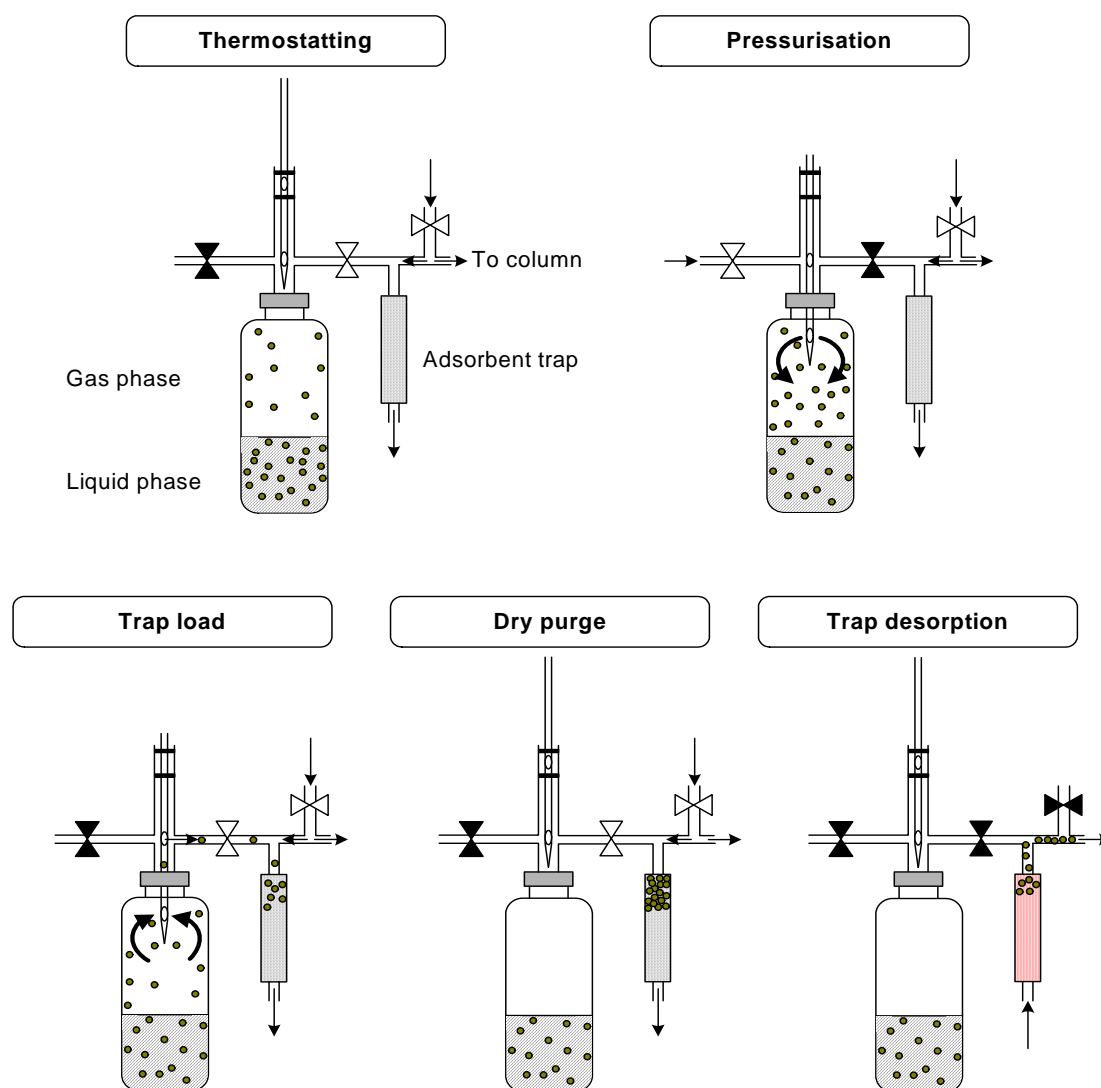 Thermostatting
Pressurisation
To column
Adsorbent trap
Gas phase
Liquid phase
Trap load
Dry purge
Trap desorption